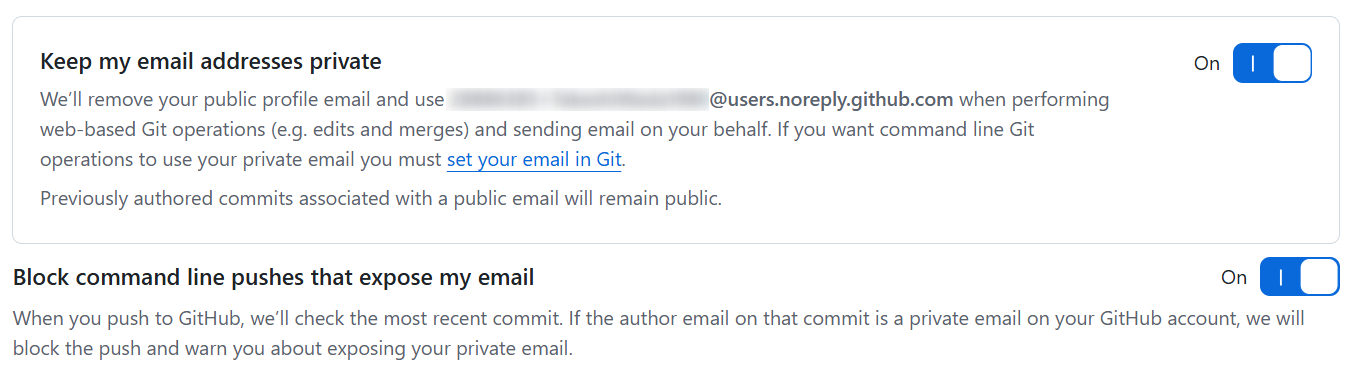 Keep my email addresses private
On
We’ll remove your public profile email and use @users.noreply.github.com when performing
web-based Git operations (e.g. edits and merges) and sending email on your behalf. If you want command line Git
operations to use your private email you must set your email in Git.
Previously authored commits associated with a public email will remain public.
Block command line pushes that expose my email
On
When you push to GitHub, we’ll check the most recent commit. If the author email on that commit is a private email on your GitHub account, we will
block the push and warn you about exposing your private email.